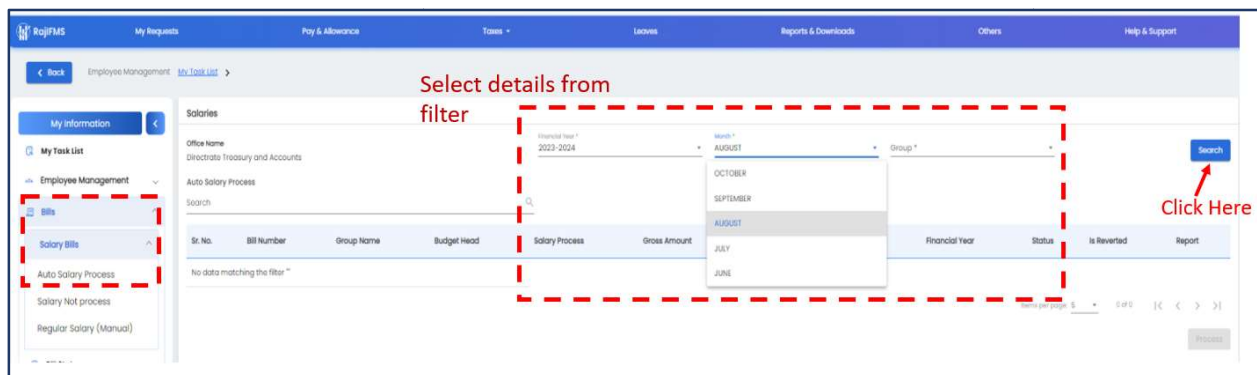 RajIFMS My Requests Pay & Allowance Taxes Leaves Reports & Downloads Others Help & Support
Back Employee Management My Task List
Select details from
filter
My Information
Salaries
Office Name
Directrate Treasury and Accounts
Financial Year *
2023-2024
Month *
AUGUST
Group *
Search
My Task List
Employee Management
Auto Salary Process
Search
OCTOBER
SEPTEMBER
AUGUST
JULY
JUNE
Click Here
Bills
Salary Bills
Auto Salary Process
Salary Not process
Regular Salary (Manual)
Sr. No. Bill Number Group Name Budget Head Salary Process Gross Amount Financial Year Status Is Reverted Report
No data matching the filter ""
Items per page: 5 0 of 0
Process